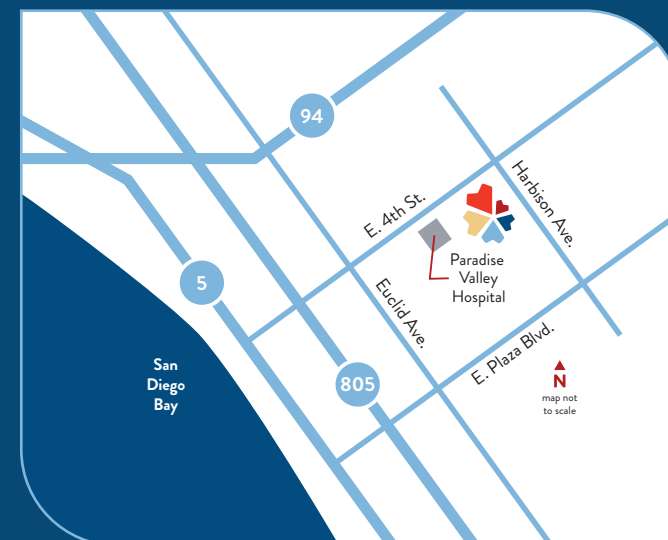 94
E. 4th St.
Harbison Ave.
Paradise
Valley
Hospital
5
Euclid Ave.
E. Plaza Blvd.
San
Diego
Bay
805
N
map not
to scale